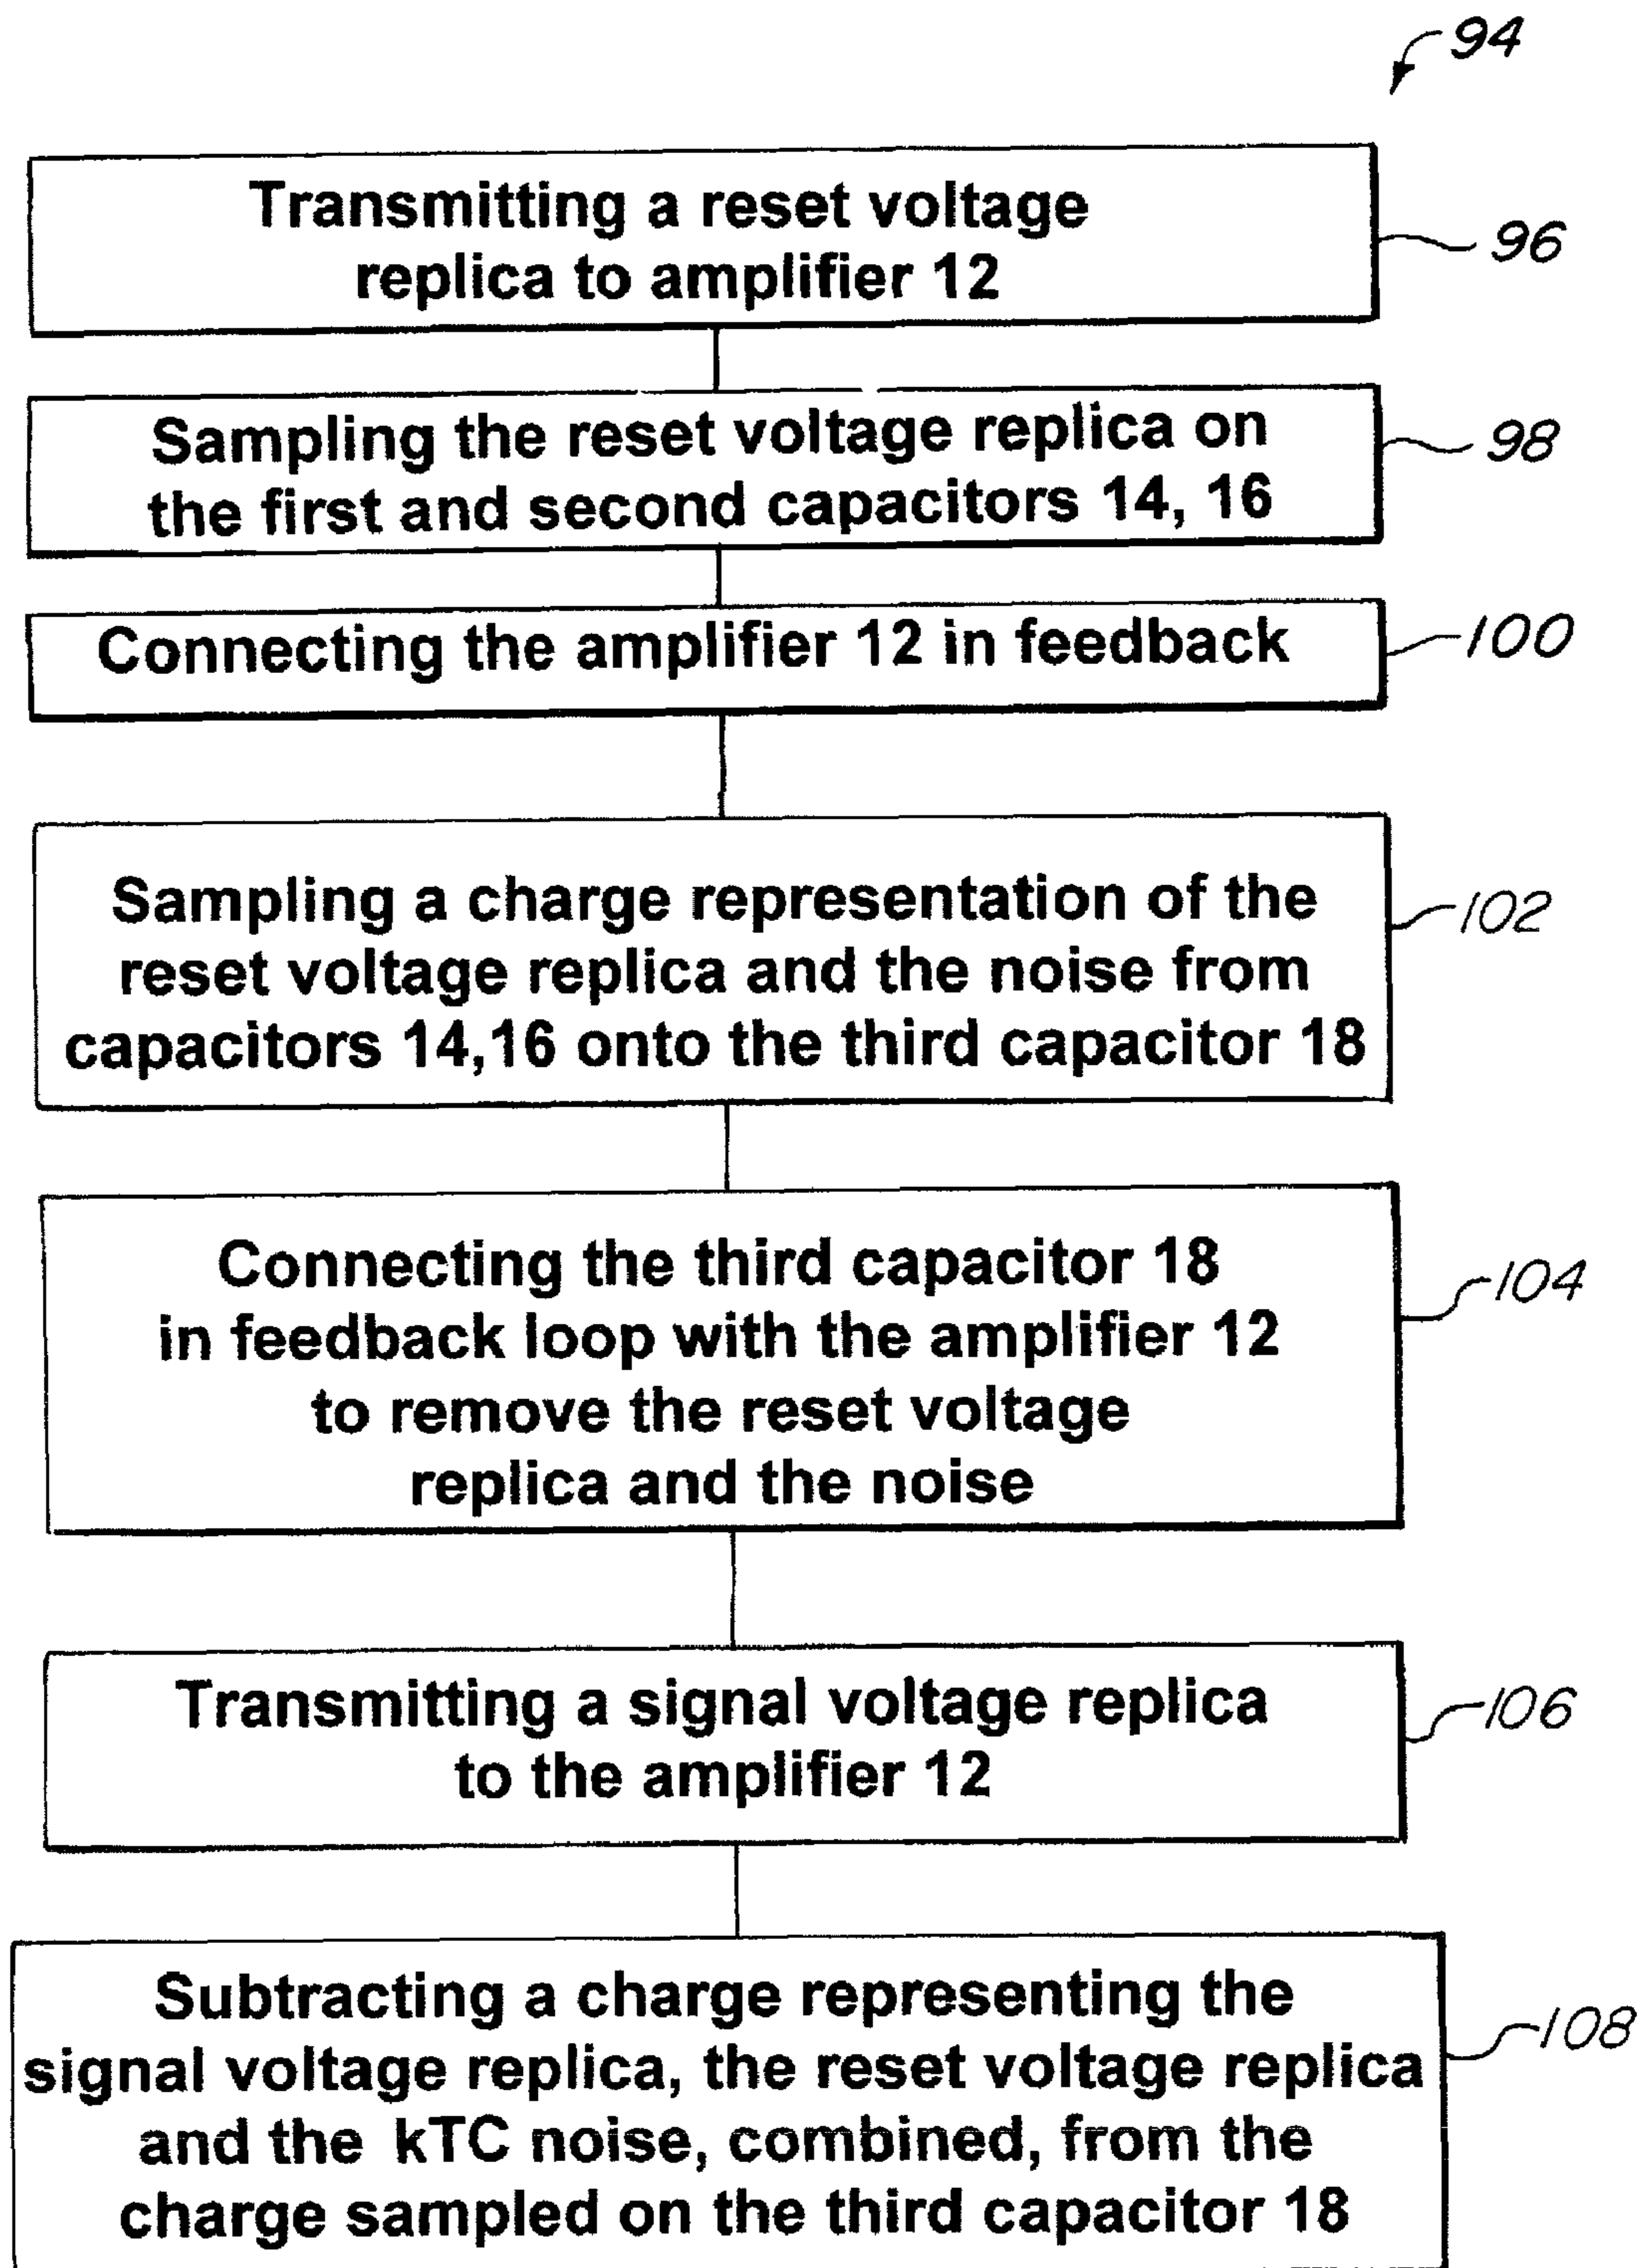 94
Transmitting a reset voltage
replica to amplifier 12
96
Sampling the reset voltage replica on
the first and second capacitors 14, 16
98
Connecting the amplifier 12 in feedback
100
Sampling a charge representation of the
reset voltage replica and the noise from
capacitors 14,16 onto the third capacitor 18
102
Connecting the third capacitor 18
in feedback loop with the amplifier 12
to remove the reset voltage
replica and the noise
104
Transmitting a signal voltage replica
to the amplifier 12
106
Subtracting a charge representing the
signal voltage replica, the reset voltage replica
and the kTC noise, combined, from the
charge sampled on the third capacitor 18
108